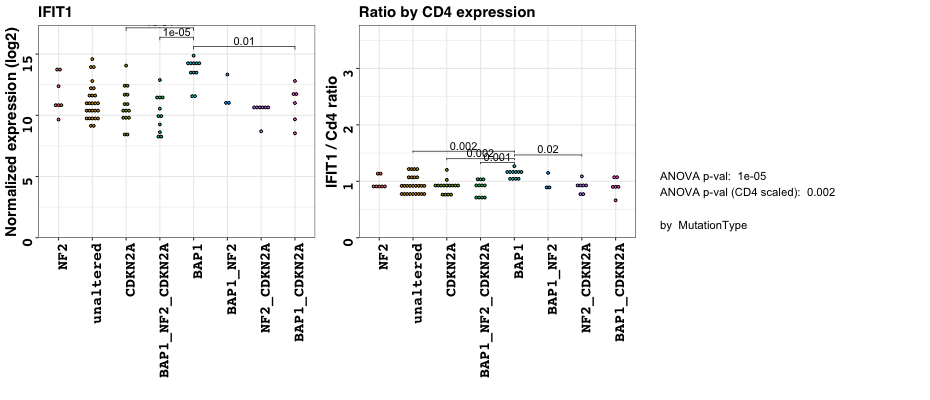 IFIT1
Normalized expression (log2)
0
5
10
15
1e-05
0.01
NF2
unaltered
CDKN2A
BAP1_NF2_CDKN2A
BAP1
BAP1_NF2
NF2_CDKN2A
BAP1_CDKN2A
Ratio by CD4 expression
IFIT1 / Cd4 ratio
0
1
2
3
0.002
0.002
0.001
0.02
NF2
unaltered
CDKN2A
BAP1_NF2_CDKN2A
BAP1
BAP1_NF2
NF2_CDKN2A
BAP1_CDKN2A
ANOVA p-val: 1e-05
ANOVA p-val (CD4 scaled): 0.002
by MutationType